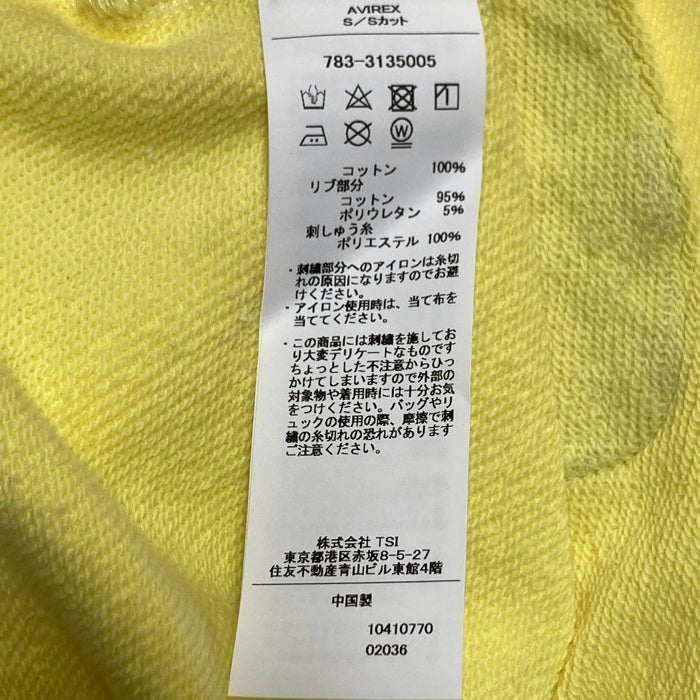 AVIREX
S/Sカット
783-3135005
W
コットン 100%
リブ部分
コットン 95%
ポリウレタン 5%
刺しゅう糸
ポリエステル 100%
・刺繍部分へのアイロンは糸切
れの原因になりますのでお避
けください。
・アイロン使用時は、当て布を
当ててください。
・この商品には刺繍を施してお
り大変デリケートなものです
ちょっとした不注意からひっ
かけてしまいますので外部の
対象物や着用時には十分お気
をつけください。バッグやリ
ュックの使用の際、摩擦で刺
繍の糸切れの恐れがあります
ご注意ください。
株式会社 TSI
東京都港区赤坂8-5-27
住友不動産青山ビル東館4階
中国製
10410770
02036